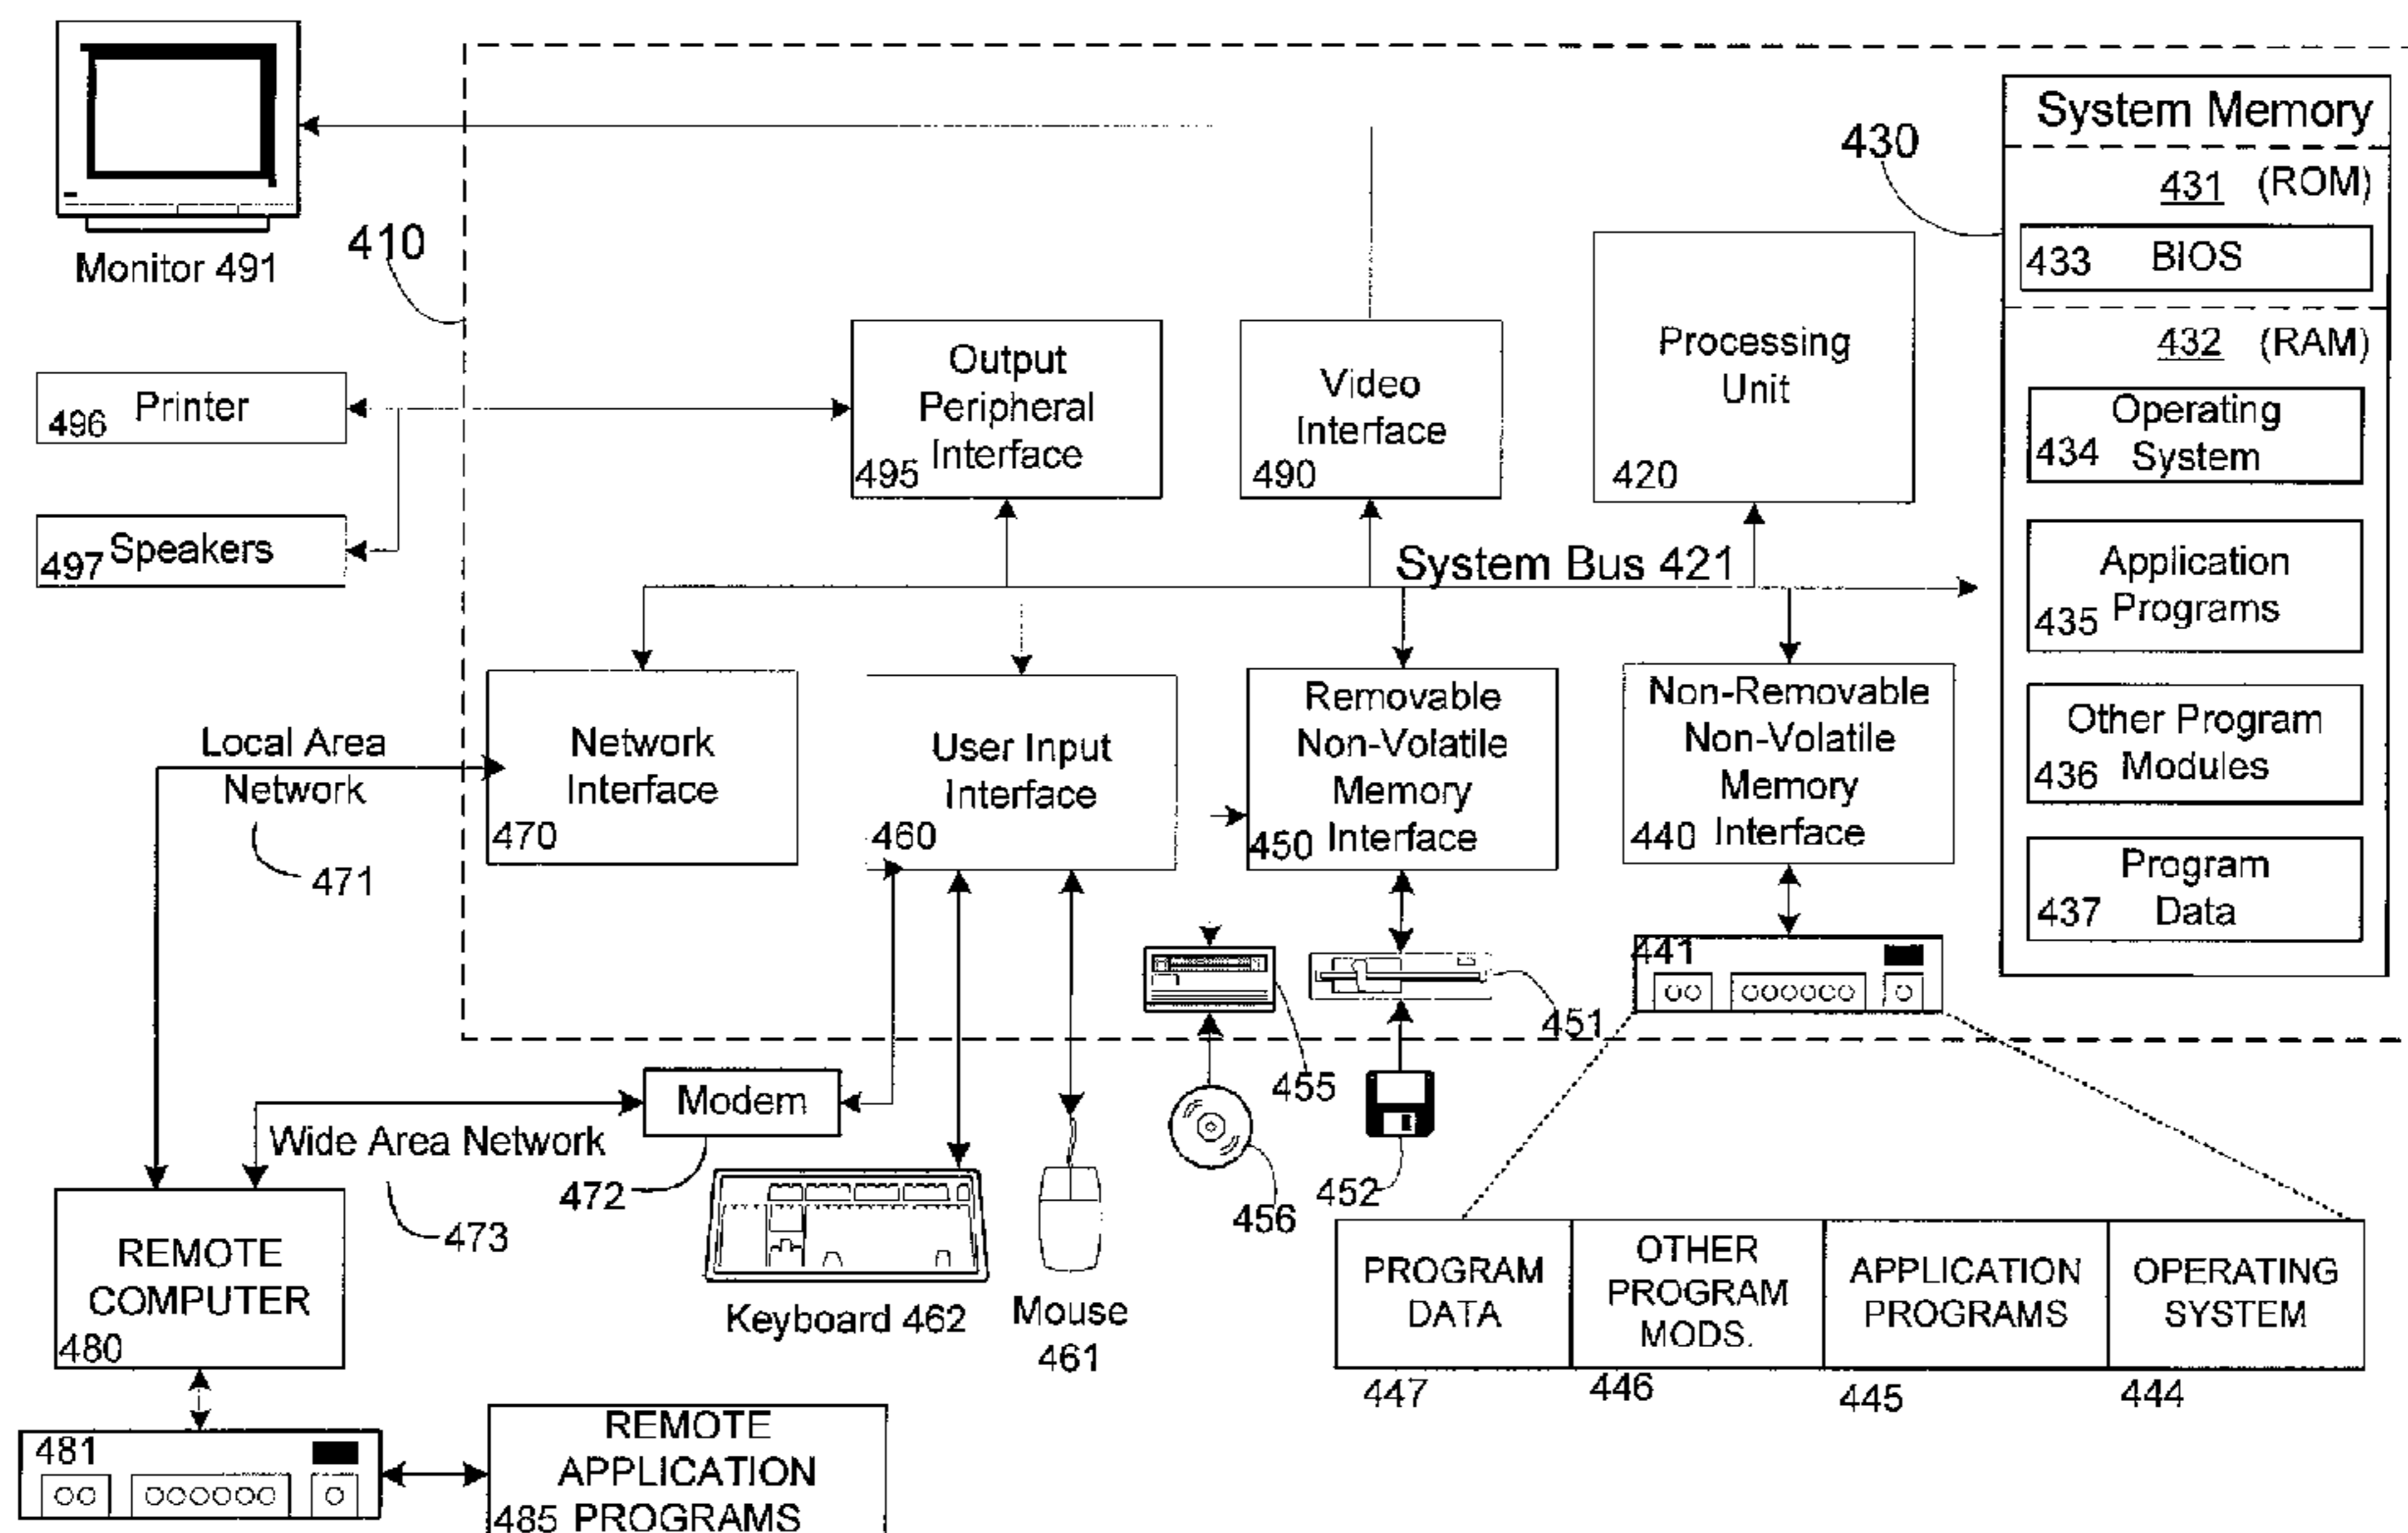 System Memory
430
431 (ROM)
433 BIOS
432 (RAM)
434 Operating
System
435 Application
Programs
436 Other Program
Modules
437 Program
Data
Monitor 491
410
496 Printer
497 Speakers
Output
Peripheral
495 Interface
Video
Interface
490
Processing
Unit
420
System Bus 421
Local Area
Network
471
Network
Interface
470
User Input
Interface
460
Removable
Non-Volatile
Memory
450 Interface
Non-Removable
Non-Volatile
Memory
440 Interface
441
451
455
452
456
Modem
472
Wide Area Network
473
Keyboard 462
Mouse
461
REMOTE
COMPUTER
480
481
REMOTE
APPLICATION
485 PROGRAMS
PROGRAM
DATA
447
OTHER
PROGRAM
MODS.
446
APPLICATION
PROGRAMS
445
OPERATING
SYSTEM
444